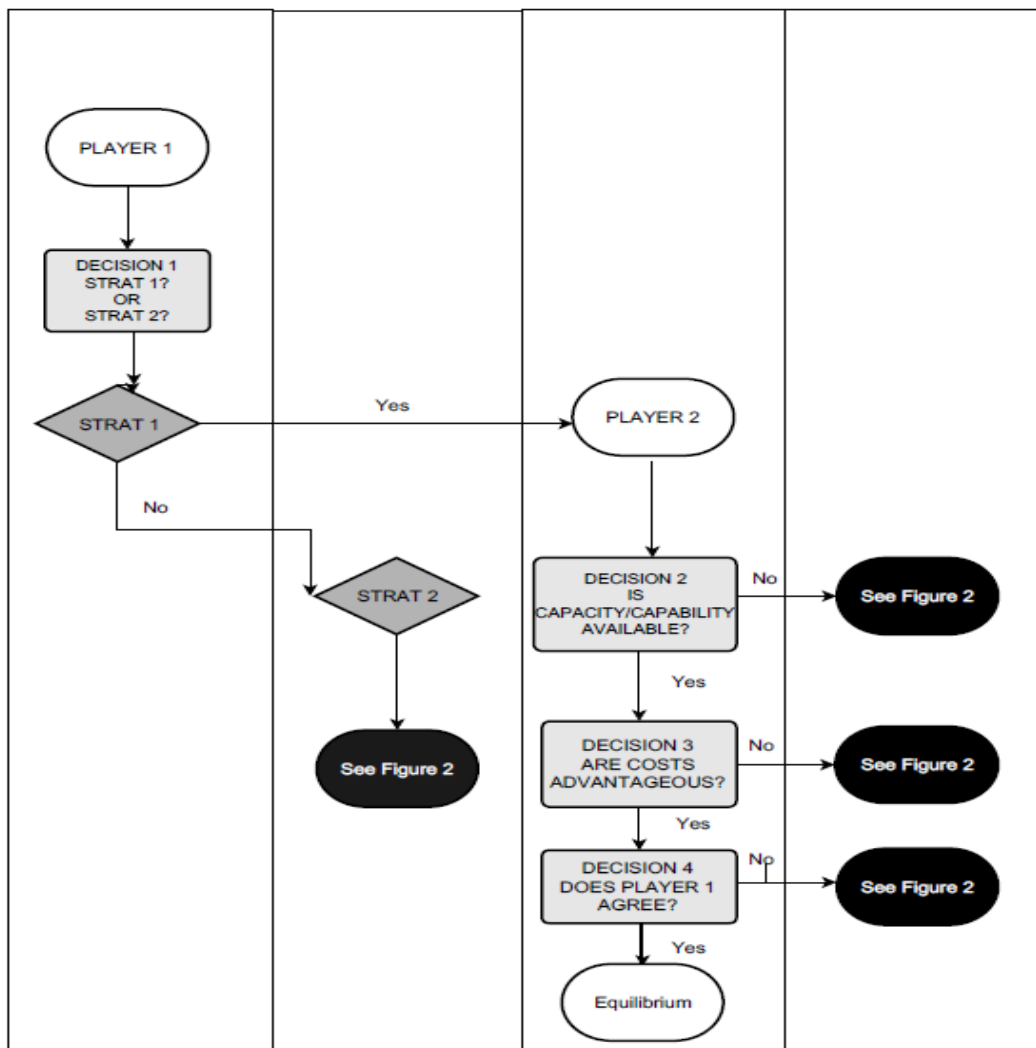 PLAYER 1
DECISION 1
STRAT 1?
OR
STRAT 2?
STRAT 1
Yes
PLAYER 2
No
STRAT 2
See Figure 2
DECISION 2
IS
CAPACITY/CAPABILITY
AVAILABLE?
No
See Figure 2
Yes
DECISION 3
ARE COSTS
ADVANTAGEOUS?
No
See Figure 2
Yes
DECISION 4
DOES PLAYER 1
AGREE?
No
See Figure 2
Yes
Equilibrium